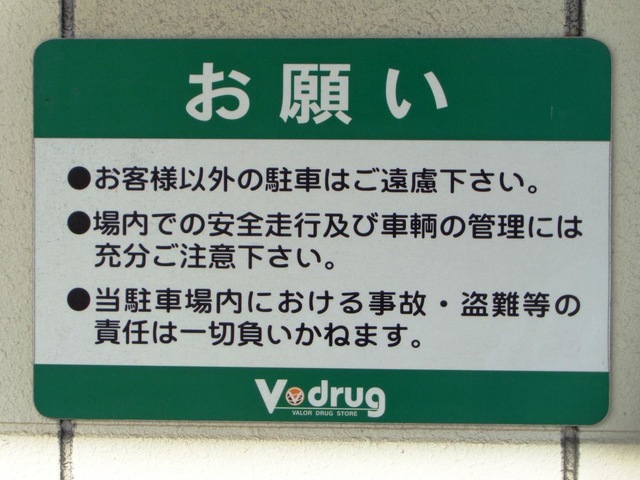 お願い
●お客様以外の駐車はご遠慮下さい。
●場内での安全走行及び車輌の管理には
充分ご注意下さい。
●当駐車場内における事故・盗難等の
責任は一切負いかねます。
Vdrug
VALOR DRUG STORE